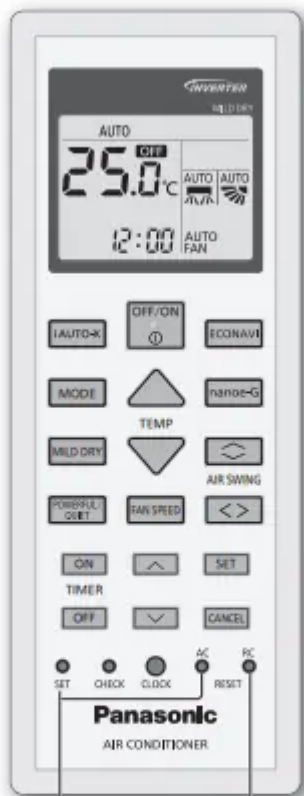 INVERTER
MILD DRY
AUTO
OFF
25.0°C
AUTO AUTO
12:00
AUTO
FAN
OFF/ON
iAUTO-X
ECONAVI
MODE
nanoe-G
TEMP
MILD DRY
AIR SWING
POWERFUL/
QUIET
FAN SPEED
ON
SET
TIMER
OFF
CANCEL
AC RC
SET CHECK CLOCK RESET
Panasonic
AIR CONDITIONER